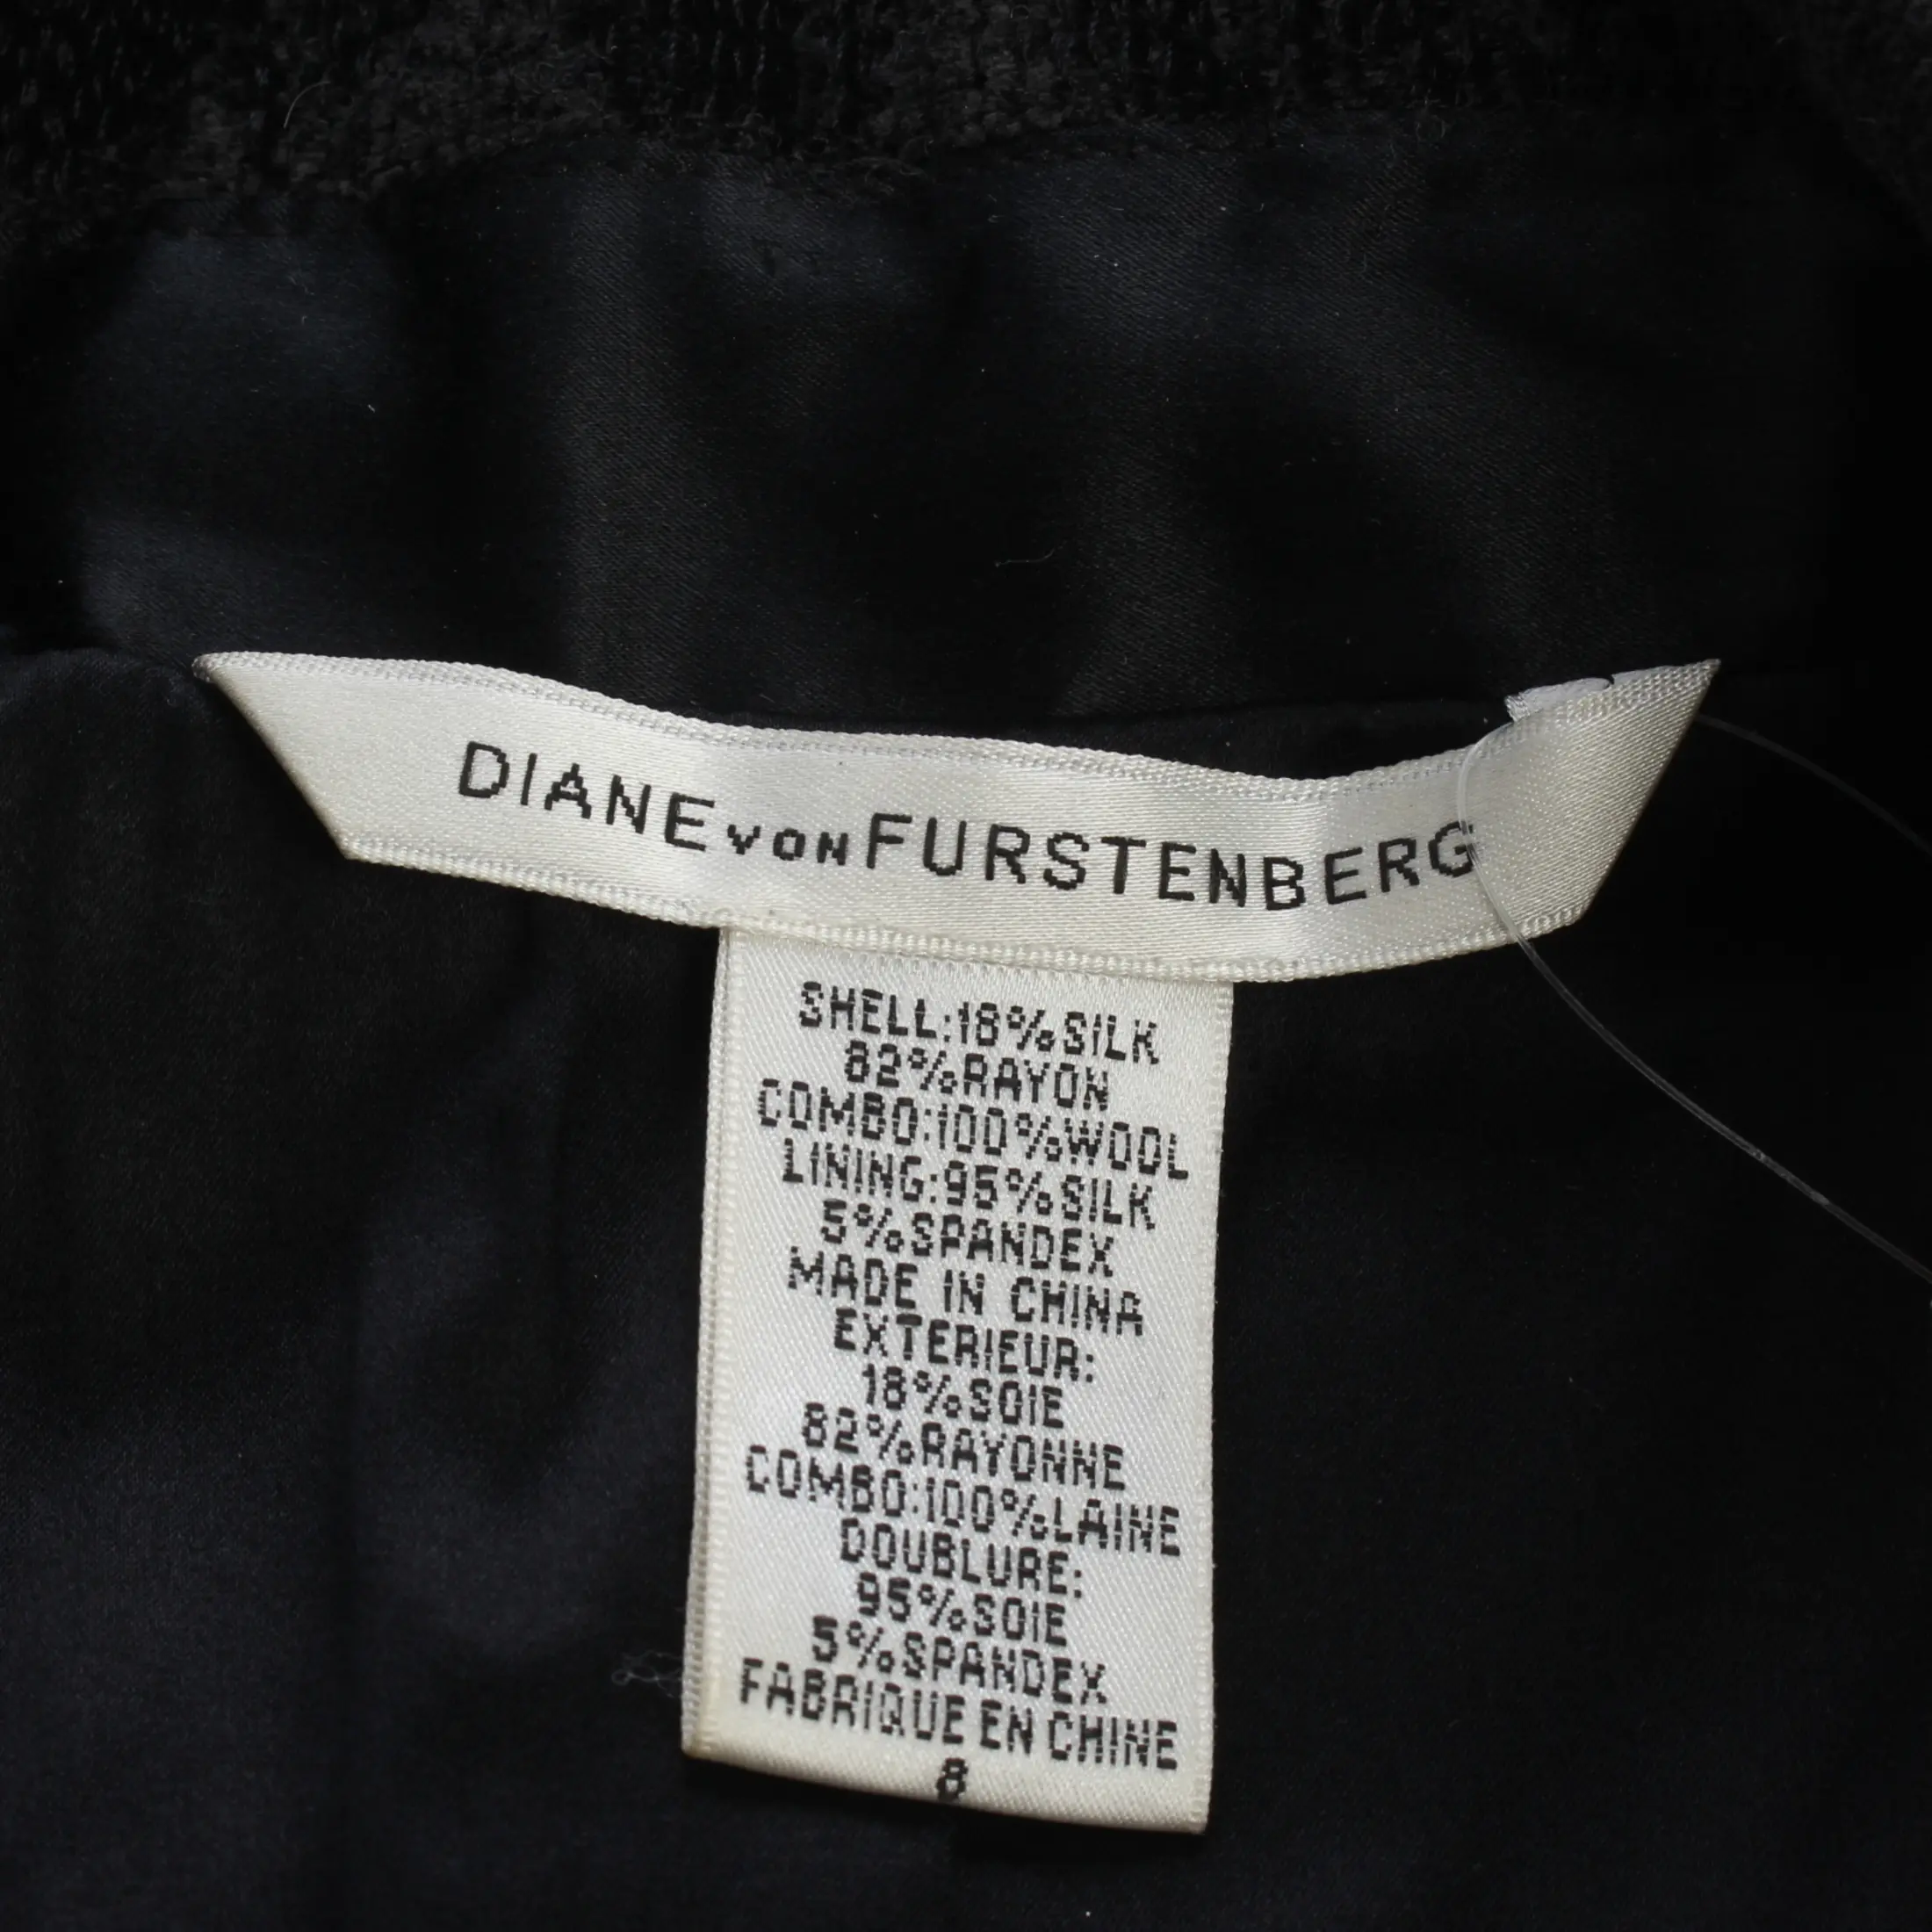 DIANE VON FURSTENBERG
SHELL:18%SILK
82%RAYON
COMBO:100%WOOL
LINING:95%SILK
5%SPANDEX
MADE IN CHINA
EXTERIEUR:
18%SOIE
82%RAYONNE
COMBO:100%LAINE
DOUBLURE:
95%SOIE
5%SPANDEX
FABRIQUE EN CHINE
8